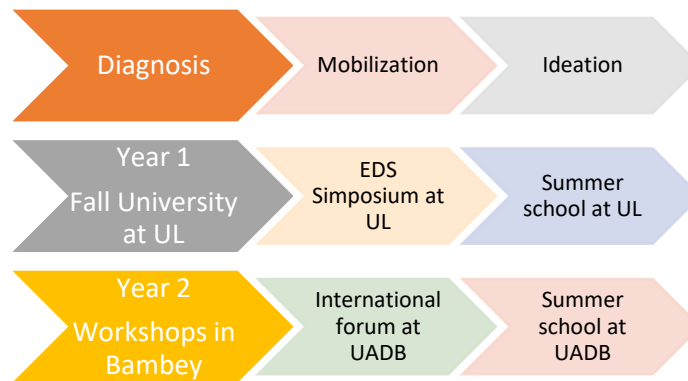 Diagnosis
Mobilization
Ideation
Year 1
Fall University
at UL
EDS
Simposium at
UL
Summer
school at UL
Year 2
Workshops in
Bambey
International
forum at
UADB
Summer
school at
UADB